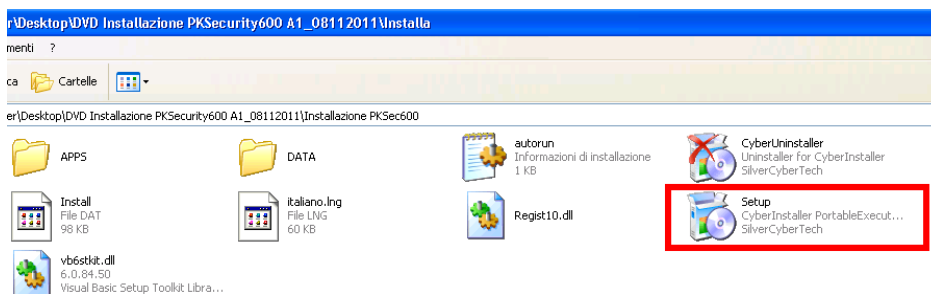 r\Desktop\DVD Installazione PKSecurity600 A1_08112011\Installa
menti ?
ca Cartelle
er\Desktop\DVD Installazione PKSecurity600 A1_08112011\Installazione PKSec600
APPS
DATA
autorun
Informazioni di installazione
1 KB
CyberUninstaller
Uninstaller for CyberInstaller
SilverCyberTech
Install
File DAT
98 KB
italiano.lng
File LNG
60 KB
Regist10.dll
Setup
CyberInstaller PortableExecut...
SilverCyberTech
vb6stkit.dll
6.0.84.50
Visual Basic Setup Toolkit Libra...